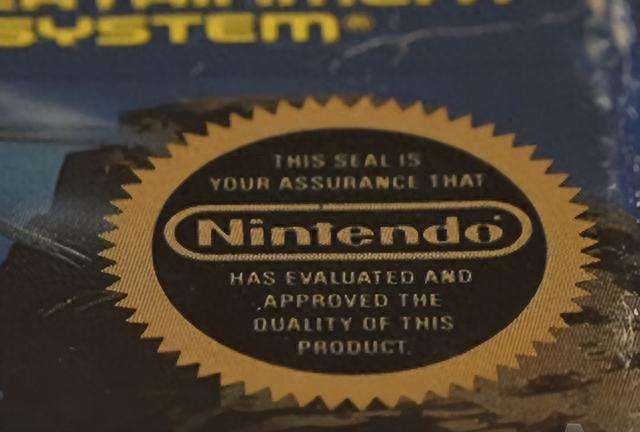 SYSTEM
THIS SEAL IS
YOUR ASSURANCE THAT
Nintendo
HAS EVALUATED AND
APPROVED THE
QUALITY OF THIS
PRODUCT.